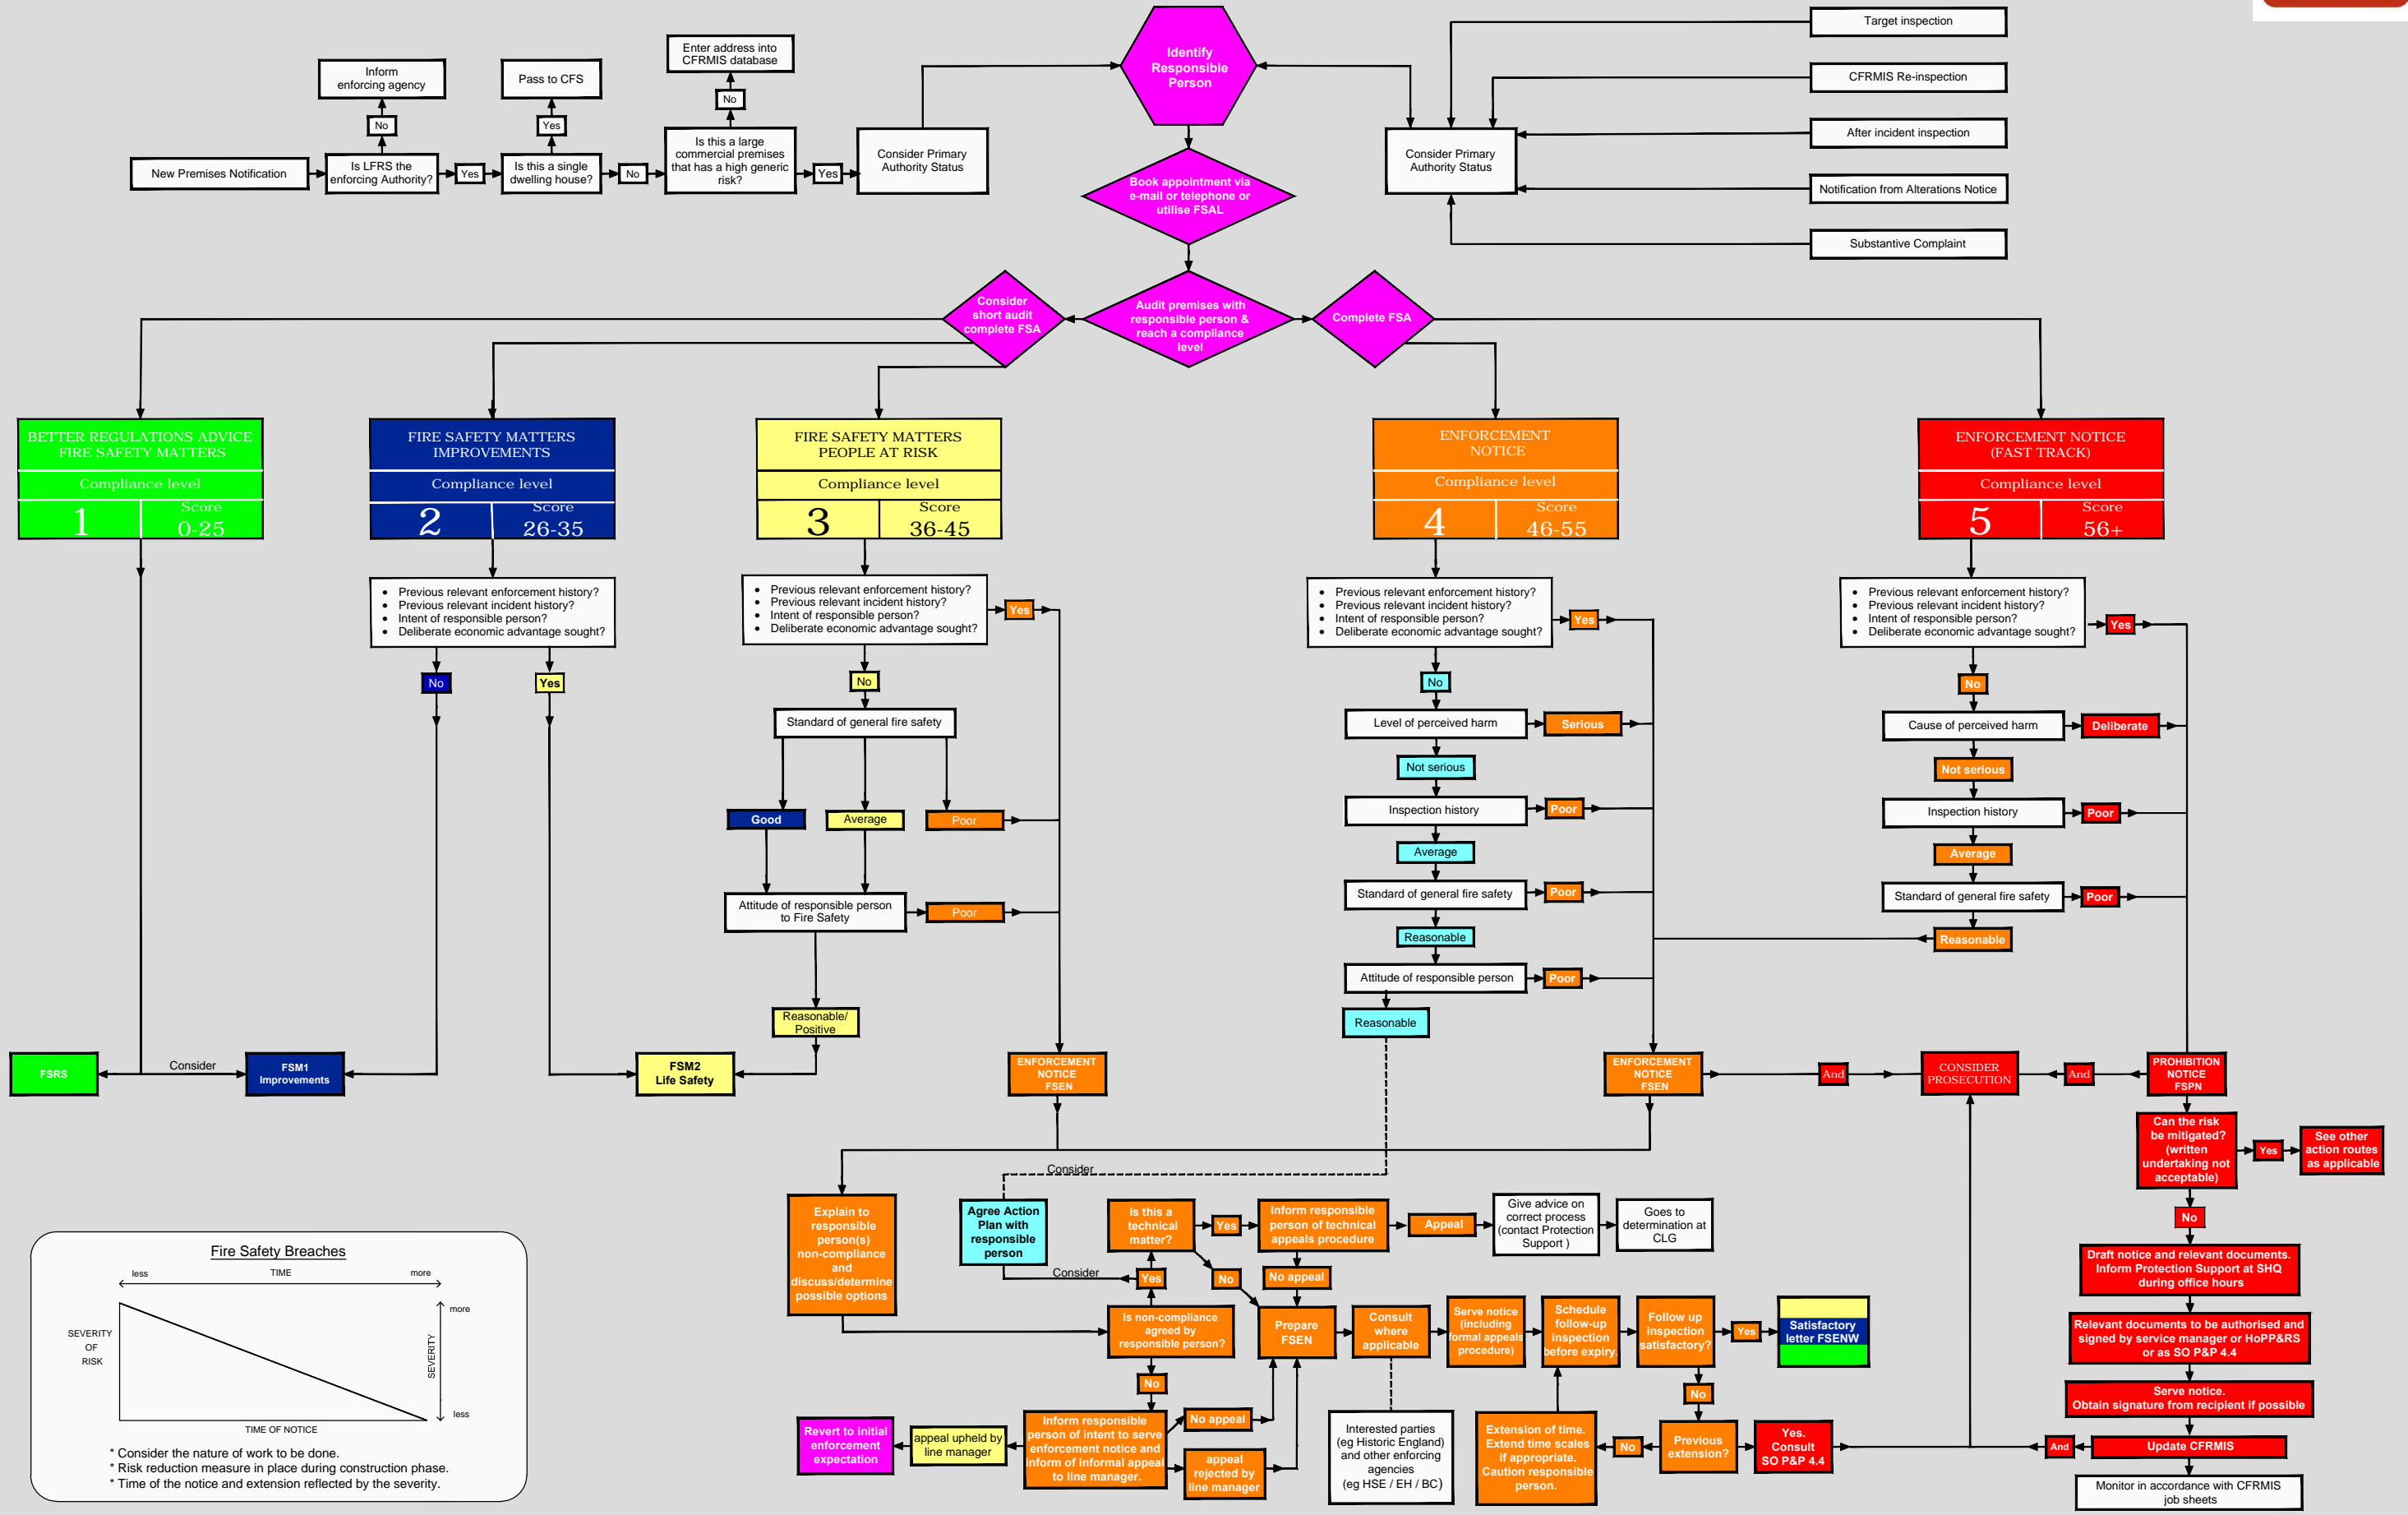 Identify
Responsible
Person
Target inspection
CFRMIS Re-inspection
After incident inspection
Notification from Alterations Notice
Substantive Complaint
Consider Primary
Authority Status
Inform
enforcing agency
No
Pass to CFS
Yes
Enter address into
CFRMIS database
No
New Premises Notification
Is LFRS the
enforcing Authority?
Yes
Is this a single
dwelling house?
No
Is this a large
commercial premises
that has a high generic
risk?
Yes
Consider Primary
Authority Status
Book appointment via
e-mail or telephone or
utilise FSAL
Consider
short audit
complete FSA
Audit premises with
responsible person &
reach a compliance
level
Complete FSA
BETTER REGULATIONS ADVICE
FIRE SAFETY MATTERS
Compliance level
1
Score
0-25
FIRE SAFETY MATTERS
IMPROVEMENTS
Compliance level
2
Score
26-35
FIRE SAFETY MATTERS
PEOPLE AT RISK
Compliance level
3
Score
36-45
ENFORCEMENT
NOTICE
Compliance level
4
Score
46-55
ENFORCEMENT NOTICE
(FAST TRACK)
Compliance level
5
Score
56+
• Previous relevant enforcement history?
• Previous relevant incident history?
• Intent of responsible person?
• Deliberate economic advantage sought?
No
Yes
• Previous relevant enforcement history?
• Previous relevant incident history?
• Intent of responsible person?
• Deliberate economic advantage sought?
Yes
No
Standard of general fire safety
Good
Average
Poor
Attitude of responsible person
to Fire Safety
Poor
Reasonable/
Positive
• Previous relevant enforcement history?
• Previous relevant incident history?
• Intent of responsible person?
• Deliberate economic advantage sought?
Yes
No
Level of perceived harm
Serious
Not serious
Inspection history
Poor
Average
Standard of general fire safety
Poor
Reasonable
Attitude of responsible person
Poor
Reasonable
• Previous relevant enforcement history?
• Previous relevant incident history?
• Intent of responsible person?
• Deliberate economic advantage sought?
Yes
No
Cause of perceived harm
Deliberate
Not serious
Inspection history
Poor
Average
Standard of general fire safety
Poor
Reasonable
FSRS
Consider
FSM1
Improvements
FSM2
Life Safety
ENFORCEMENT
NOTICE
FSEN
ENFORCEMENT
NOTICE
FSEN
And
CONSIDER
PROSECUTION
And
PROHIBITION
NOTICE
FSPN
Can the risk
be mitigated?
(written
undertaking not
acceptable)
Yes
See other
action routes
as applicable
No
Draft notice and relevant documents.
Inform Protection Support at SHQ
during office hours
Relevant documents to be authorised and
signed by service manager or HoPP&RS
or as SO P&P 4.4
Serve notice.
Obtain signature from recipient if possible
And
Update CFRMIS
Monitor in accordance with CFRMIS
job sheets
Consider
Explain to
responsible
person(s)
non-compliance
and
discuss/determine
possible options
Agree Action
Plan with
responsible
person
Consider
Is this a
technical
matter?
Yes
Inform responsible
person of technical
appeals procedure
Appeal
Give advice on
correct process
(contact Protection
Support )
Goes to
determination at
CLG
Yes
No
No appeal
Is non-compliance
agreed by
responsible person?
Prepare
FSEN
Consult
where
applicable
Serve notice
(including
formal appeals
procedure)
Schedule
follow-up
inspection
before expiry.
Follow up
inspection
satisfactory?
Yes
Satisfactory
letter FSENW
No
No
Revert to initial
enforcement
expectation
appeal upheld by
line manager
Inform responsible
person of intent to serve
enforcement notice and
inform of informal appeal
to line manager.
No appeal
appeal
rejected by
line manager
Interested parties
(eg Historic England)
and other enforcing
agencies
(eg HSE / EH / BC)
Extension of time.
Extend time scales
if appropriate.
Caution responsible
person.
No
Previous
extension?
Yes.
Consult
SO P&P 4.4
Fire Safety Breaches
less
TIME
more
SEVERITY
OF
RISK
more
SEVERITY
less
TIME OF NOTICE
* Consider the nature of work to be done.
* Risk reduction measure in place during construction phase.
* Time of the notice and extension reflected by the severity.